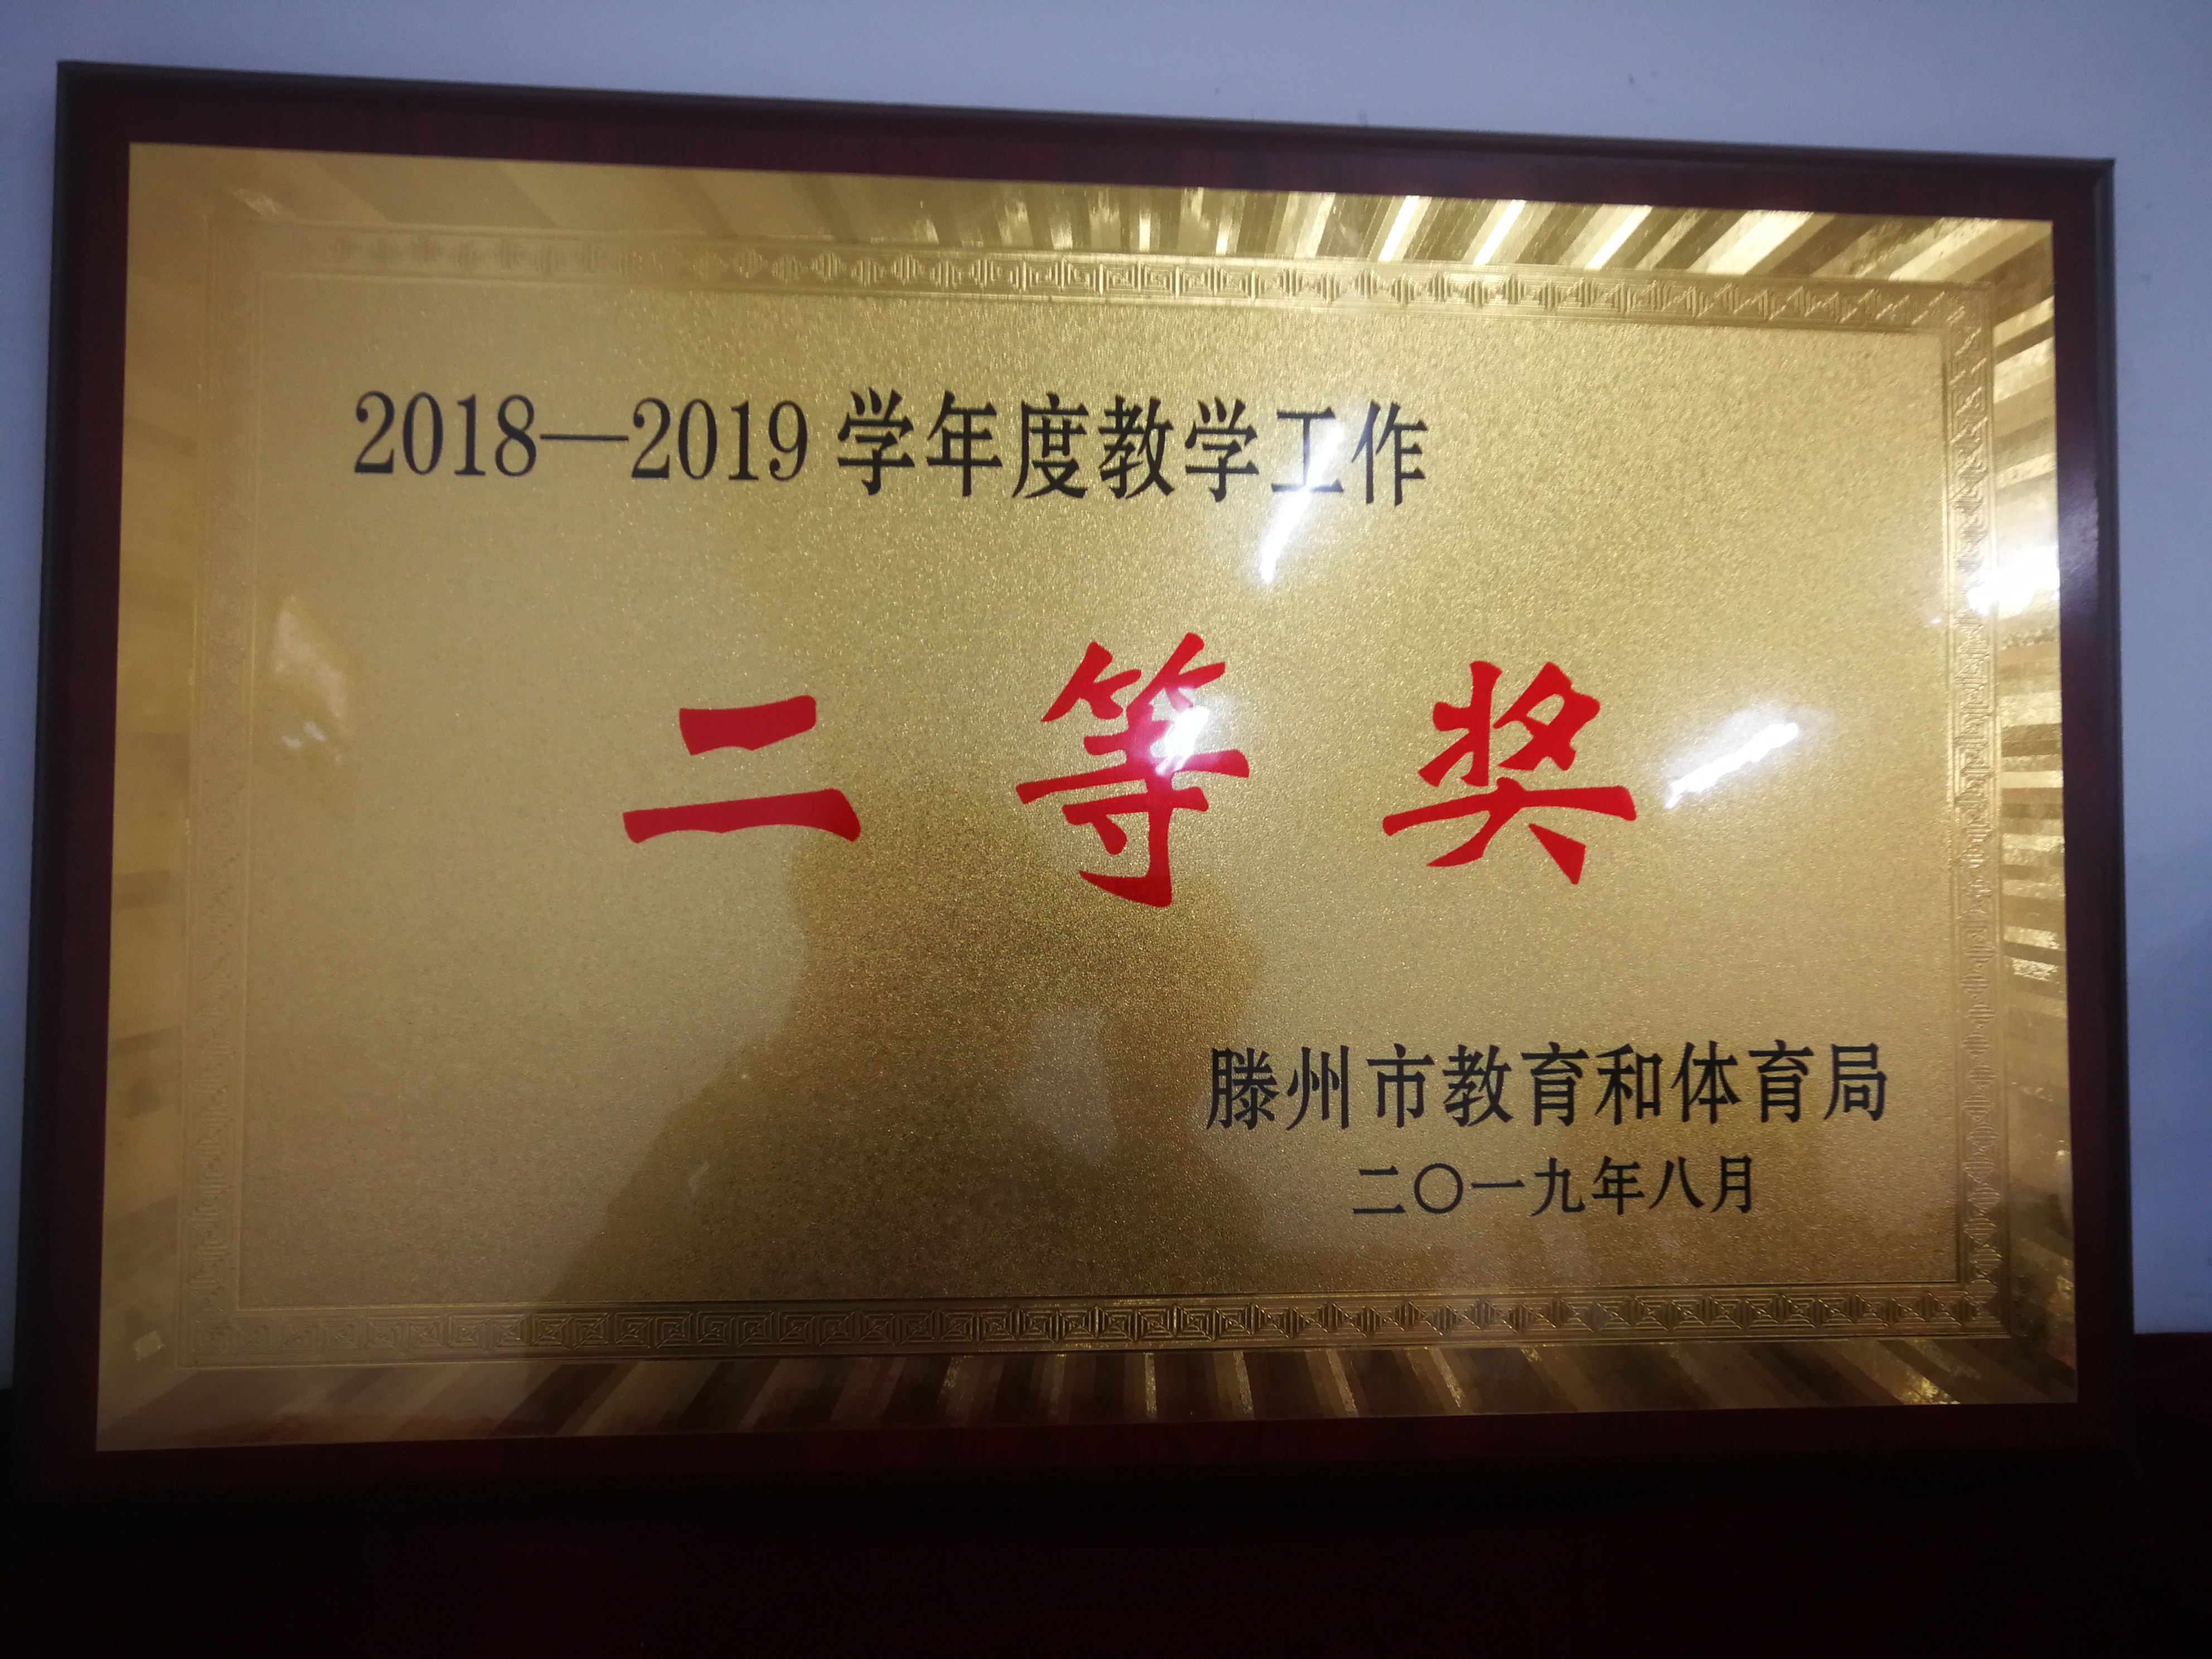 2018—2019学年度教学工作
二等奖
滕州市教育和体育局
二〇一九年八月